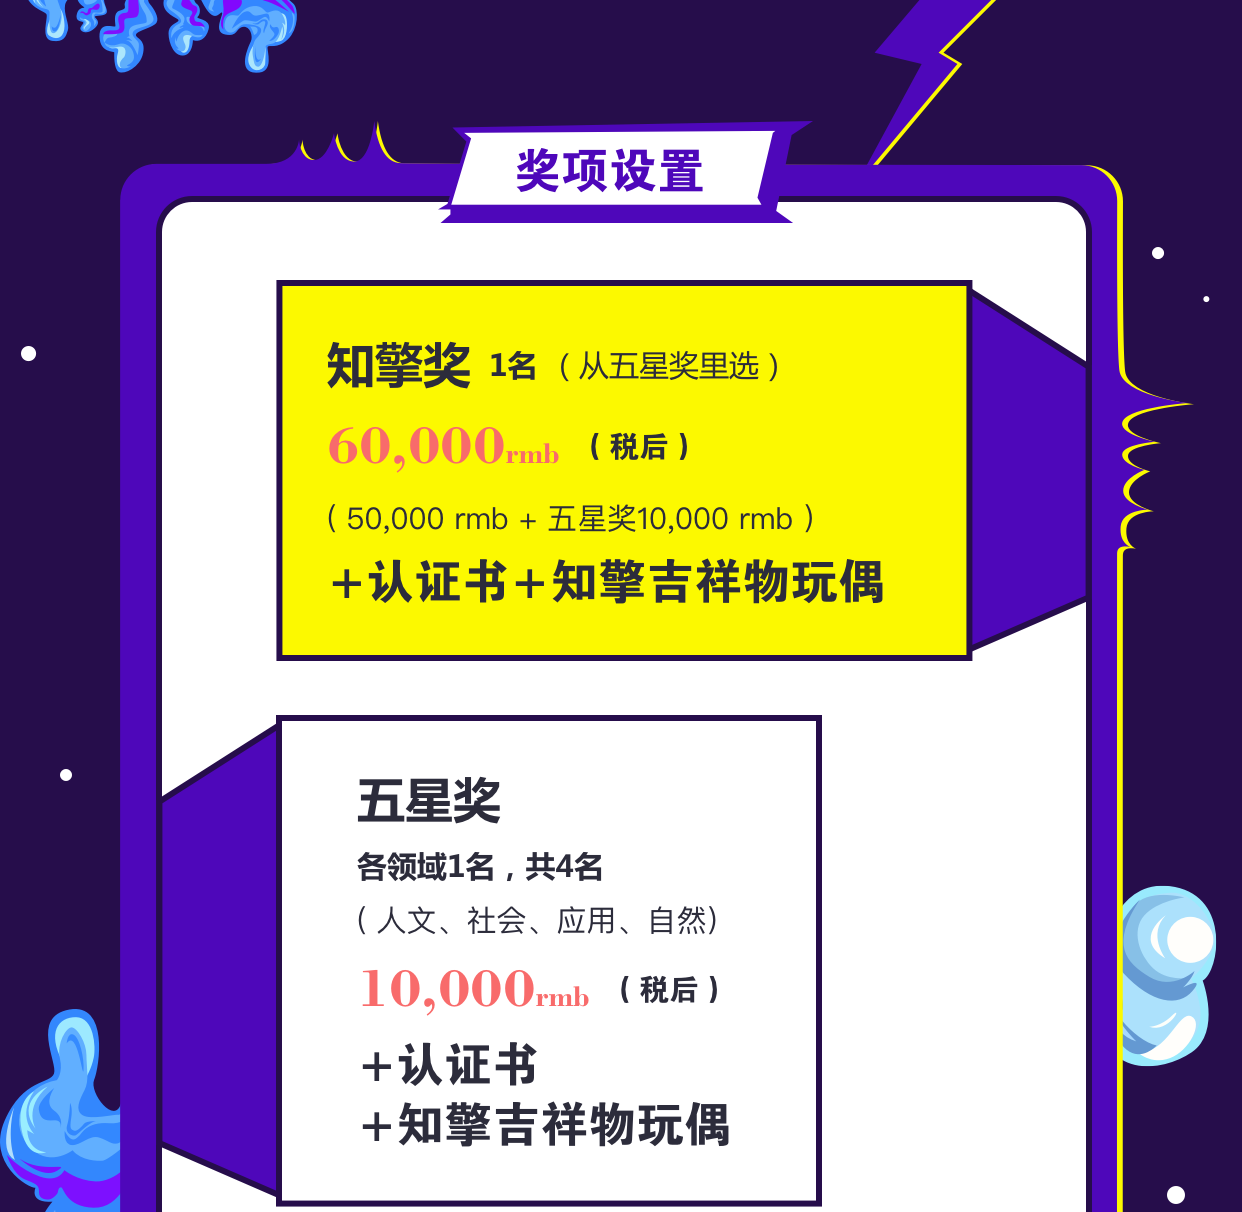 奖项设置
知擎奖 1名 （从五星奖里选）
60,000rmb （税后）
（50,000 rmb + 五星奖10,000 rmb ）
+认证书+知擎吉祥物玩偶
五星奖
各领域1名，共4名
（人文、社会、应用、自然）
10,000rmb （税后）
+认证书
+知擎吉祥物玩偶